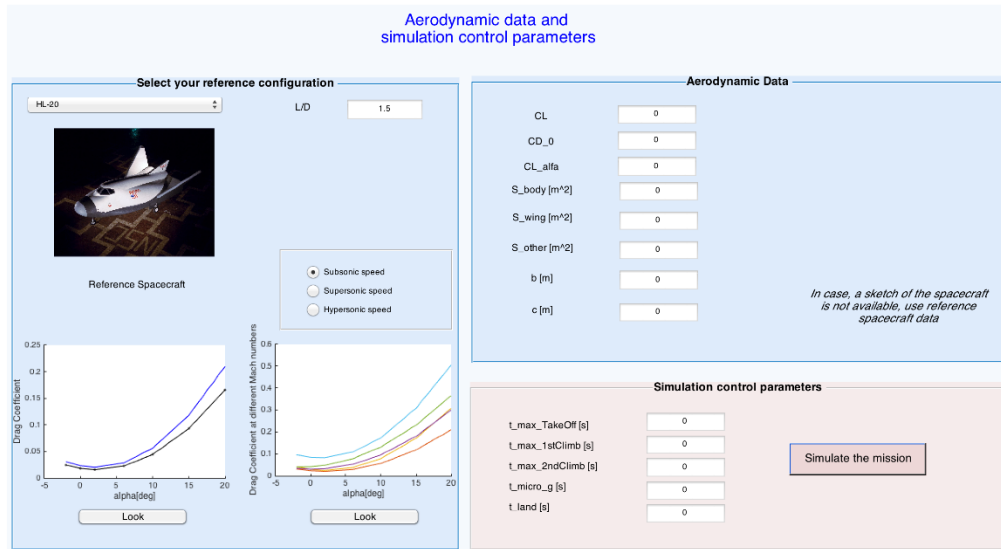 Aerodynamic data and
simulation control parameters
Select your reference configuration
HL-20
L/D
1.5
Reference Spacecraft
Subsonic speed
Supersonic speed
Hypersonic speed
Drag Coefficient
0.25
0.2
0.15
0.1
0.05
0
-5
0
5
10
15
20
alpha[deg]
Look
Drag Coefficient at different Mach numbers
0.6
0.5
0.4
0.3
0.2
0.1
0
-5
0
5
10
15
20
alpha[deg]
Look
Aerodynamic Data
CL
0
CD_0
0
CL_alfa
0
S_body [m^2]
0
S_wing [m^2]
0
S_other [m^2]
0
b [m]
0
c [m]
0
In case, a sketch of the spacecraft
is not available, use reference
spacecraft data
Simulation control parameters
t_max_TakeOff [s]
0
t_max_1stClimb [s]
0
t_max_2ndClimb [s]
0
t_micro_g [s]
0
t_land [s]
0
Simulate the mission